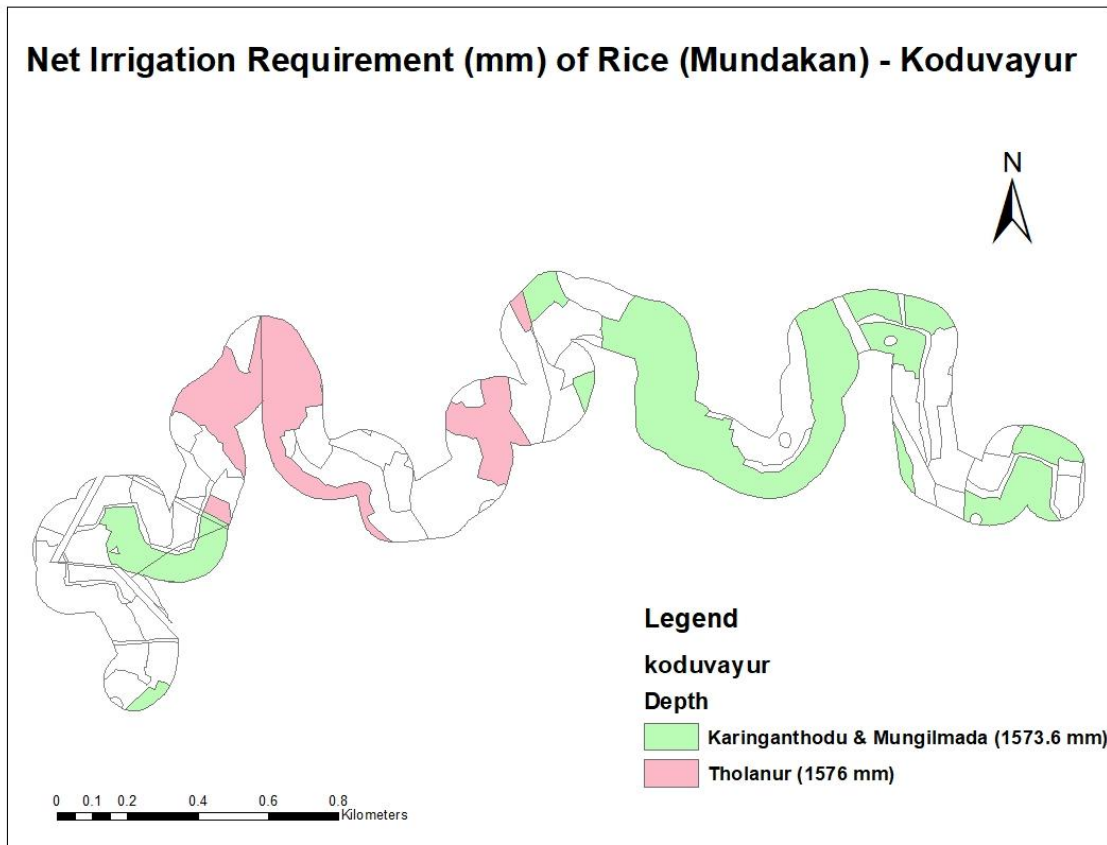 Net Irrigation Requirement (mm) of Rice (Mundakan) - Koduvayur
N
Legend
koduvayur
Depth
Karinganthodu & Mungilmada (1573.6 mm)
Tholanur (1576 mm)
0 0.1 0.2 0.4 0.6 0.8
Kilometers